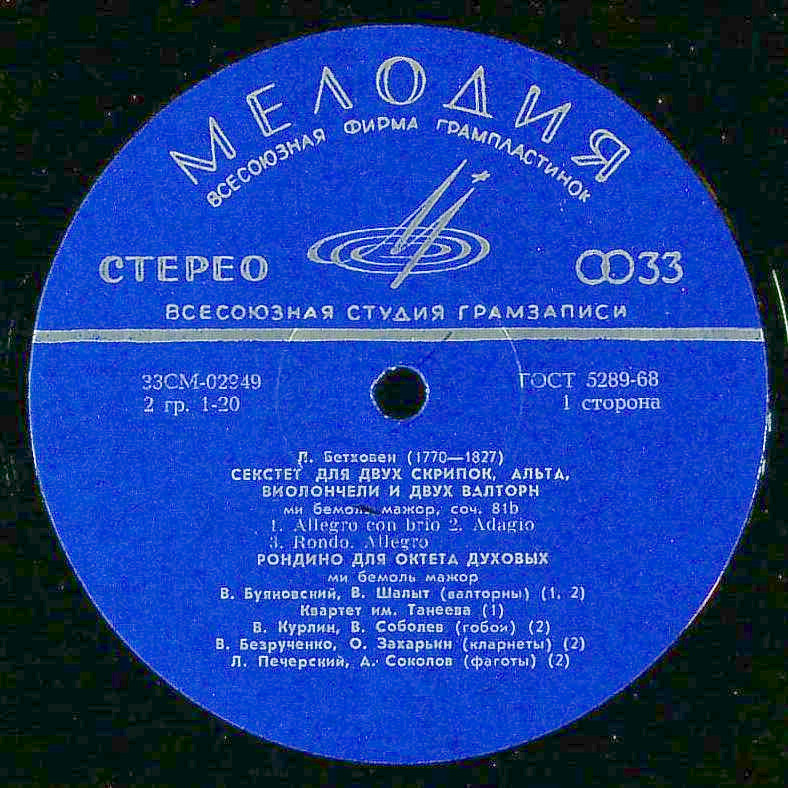 МЕЛОДИЯ
ВСЕСОЮЗНАЯ ФИРМА ГРАМПЛАСТИНОК
СТЕРЕО
33
ВСЕСОЮЗНАЯ СТУДИЯ ГРАМЗАПИСИ
33СМ-02949
ГОСТ 5289-68
2 гр. 1-20
1 сторона
Л. Бетховен (1770—1827)
СЕКСТЕТ ДЛЯ ДВУХ СКРИПОК, АЛЬТА,
ВИОЛОНЧЕЛИ И ДВУХ ВАЛТОРН
ми бемоль мажор, соч. 81b
1. Allegro con brio 2. Adagio
3. Rondo. Allegro
РОНДИНО ДЛЯ ОКТЕТА ДУХОВЫХ
ми бемоль мажор
В. Буяновский, В. Шалыт (валторны) (1, 2)
Квартет им. Танеева (1)
В. Курлин, В. Соболев (гобои) (2)
В. Безрученко, О. Захарьин (кларнеты) (2)
Л. Печерский, А. Соколов (фаготы) (2)